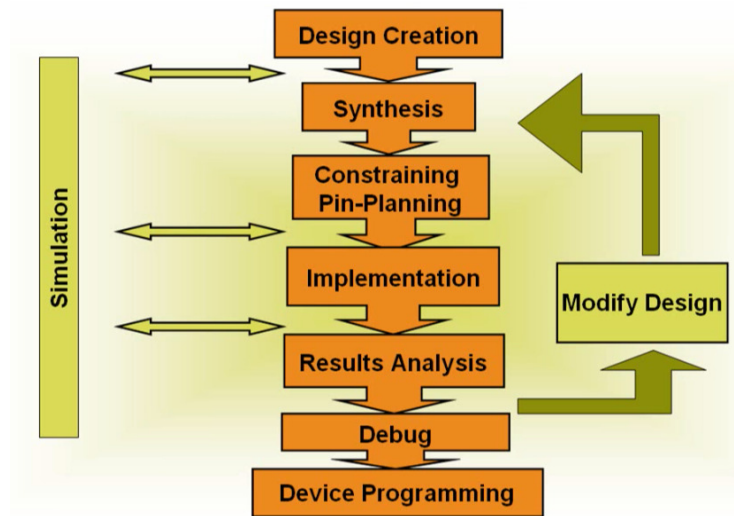 Design Creation
Synthesis
Constraining
Pin-Planning
Implementation
Results Analysis
Debug
Device Programming
Simulation
Modify Design